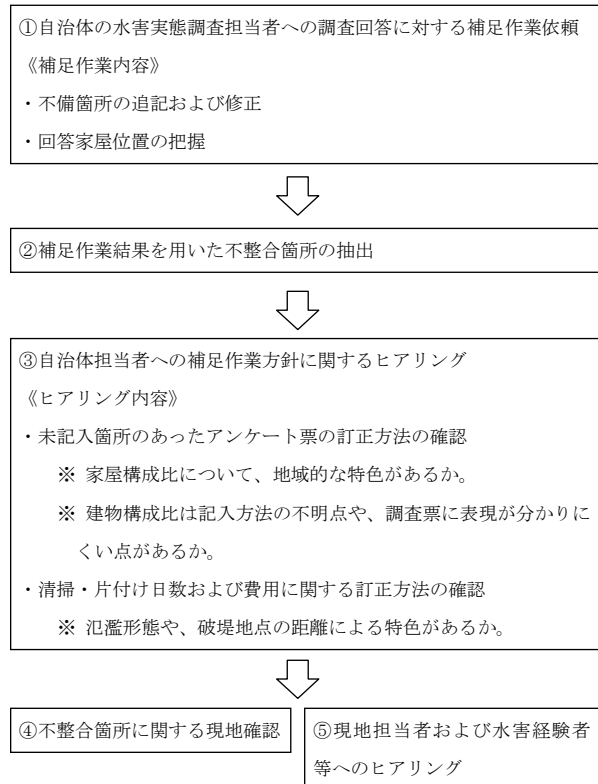 ①自治体の水害実態調査担当者への調査回答に対する補足作業依頼
《補足作業内容》
・不備箇所の追記および修正
・回答家屋位置の把握
②補足作業結果を用いた不整合箇所の抽出
③自治体担当者への補足作業方針に関するヒアリング
《ヒアリング内容》
・未記入箇所のあったアンケート票の訂正方法の確認
※ 家屋構成比について、地域的な特色があるか。
※ 建物構成比は記入方法の不明点や、調査票に表現が分かりに
くい点があるか。
・清掃・片付け日数および費用に関する訂正方法の確認
※ 氾濫形態や、破堤地点の距離による特色があるか。
④不整合箇所に関する現地確認
⑤現地担当者および水害経験者
等へのヒアリング